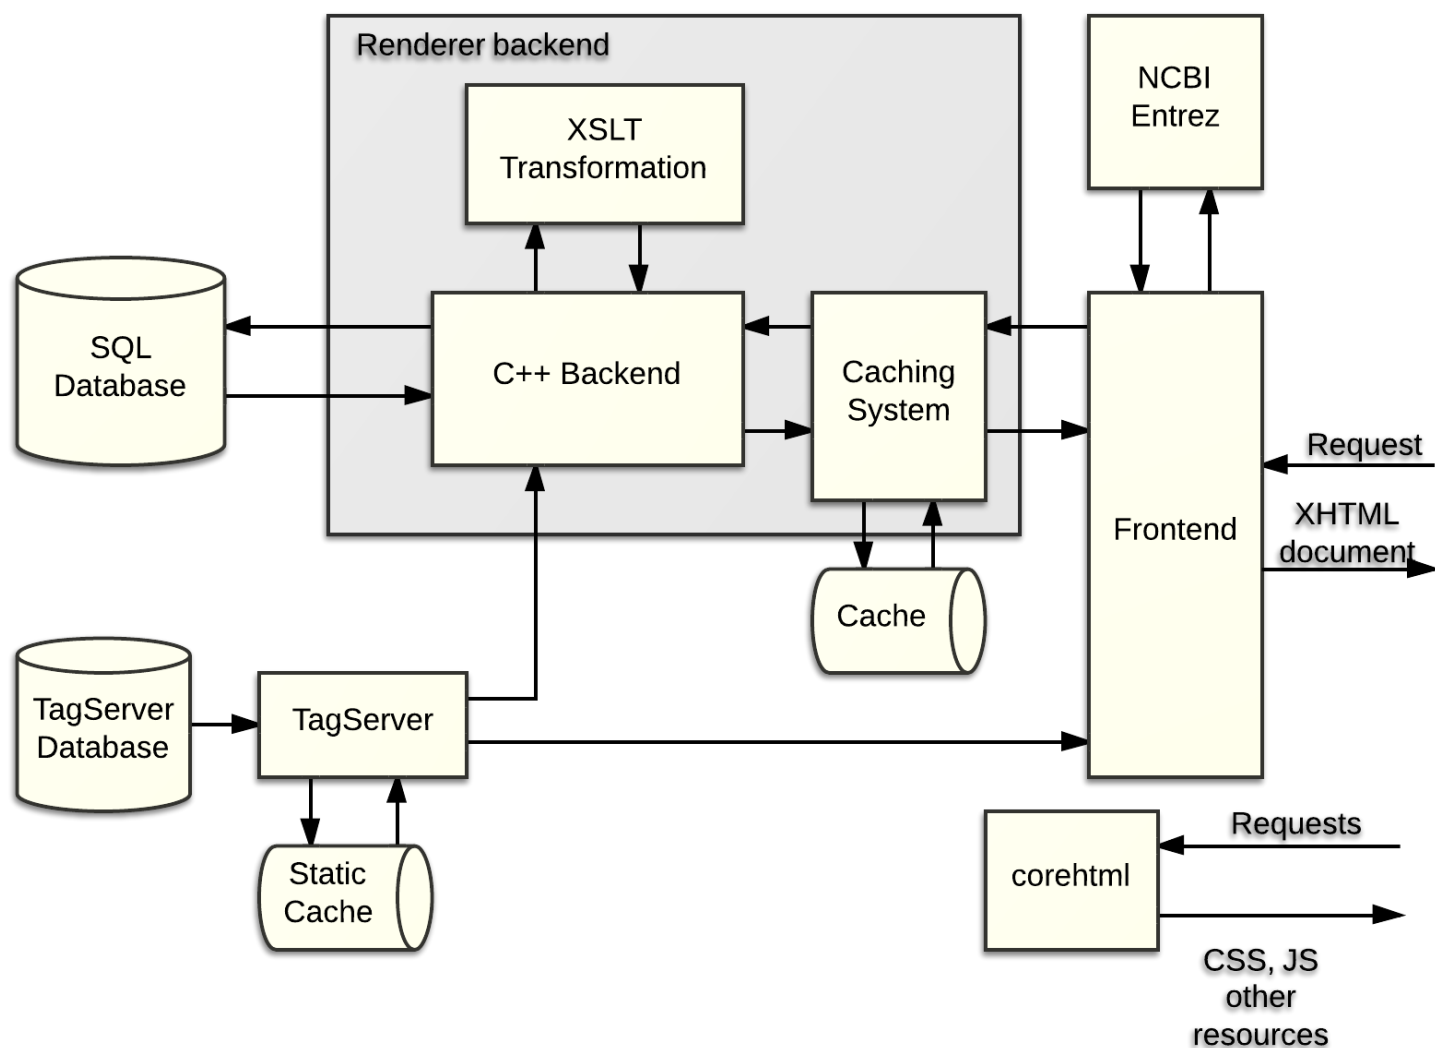 Renderer backend
XSLT
Transformation
NCBI
Entrez
SQL
Database
C++ Backend
Caching
System
Request
XHTML
document
Frontend
Cache
TagServer
Database
TagServer
Static
Cache
Requests
corehtml
CSS, JS
other
resources